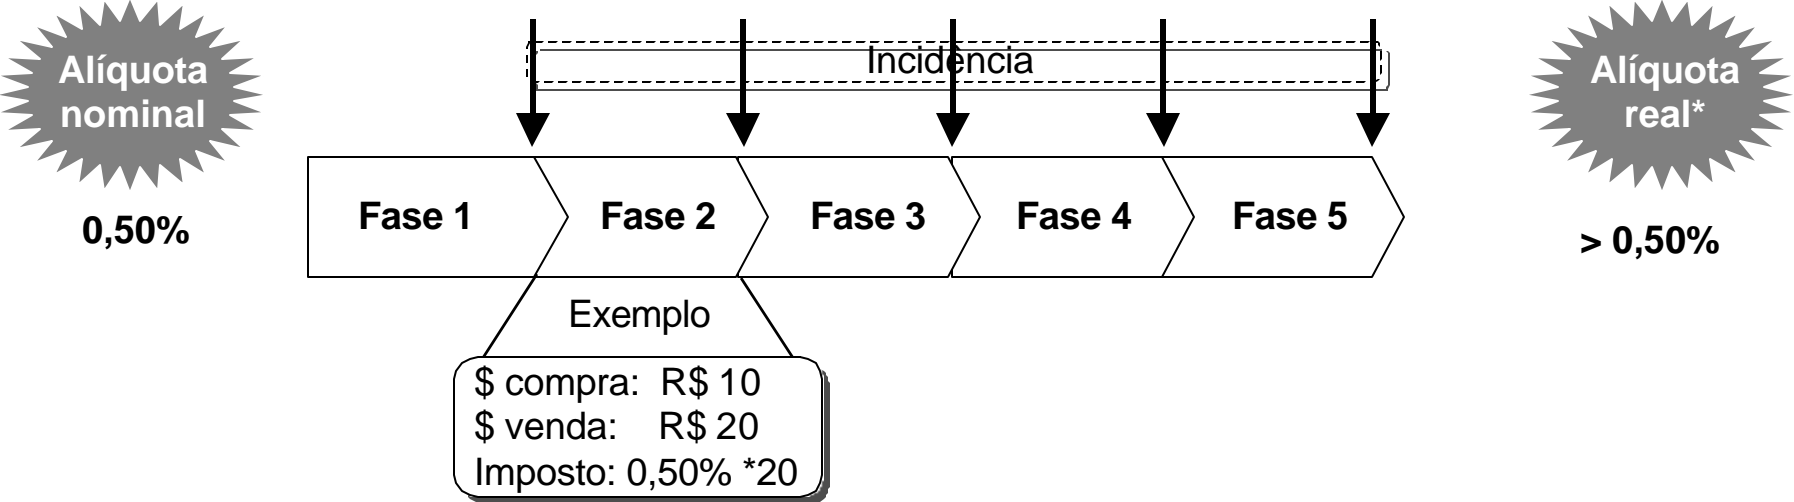 Alíquota
nominal
0,50%
Incidência
Fase 1
Fase 2
Fase 3
Fase 4
Fase 5
Alíquota
real*
> 0,50%
Exemplo
$ compra: R$ 10
$ venda: R$ 20
Imposto: 0,50% *20